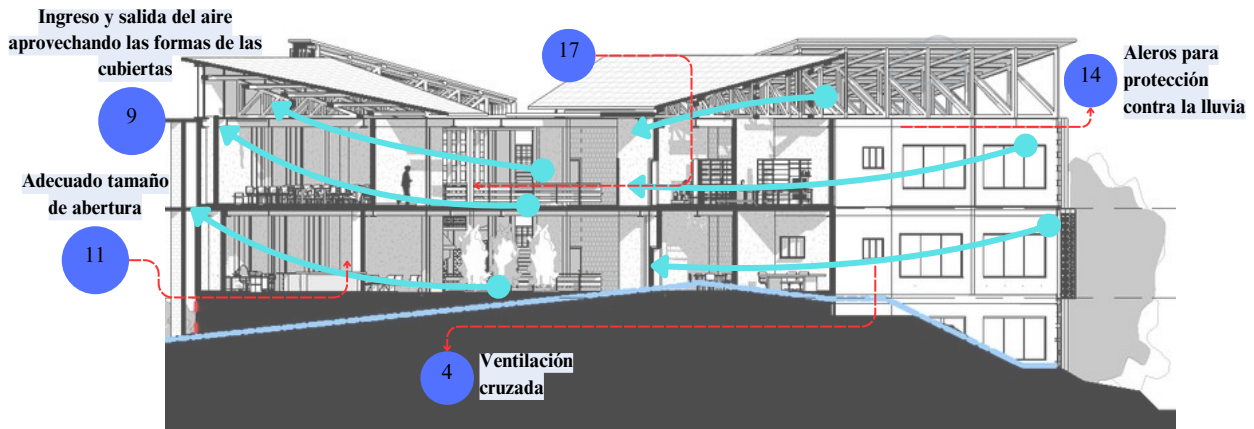 Ingreso y salida del aire
aprovechando las formas de las
cubiertas
9
17
14
Aleros para
protección
contra la lluvia
Adecuado tamaño
de abertura
11
4
Ventilación
cruzada